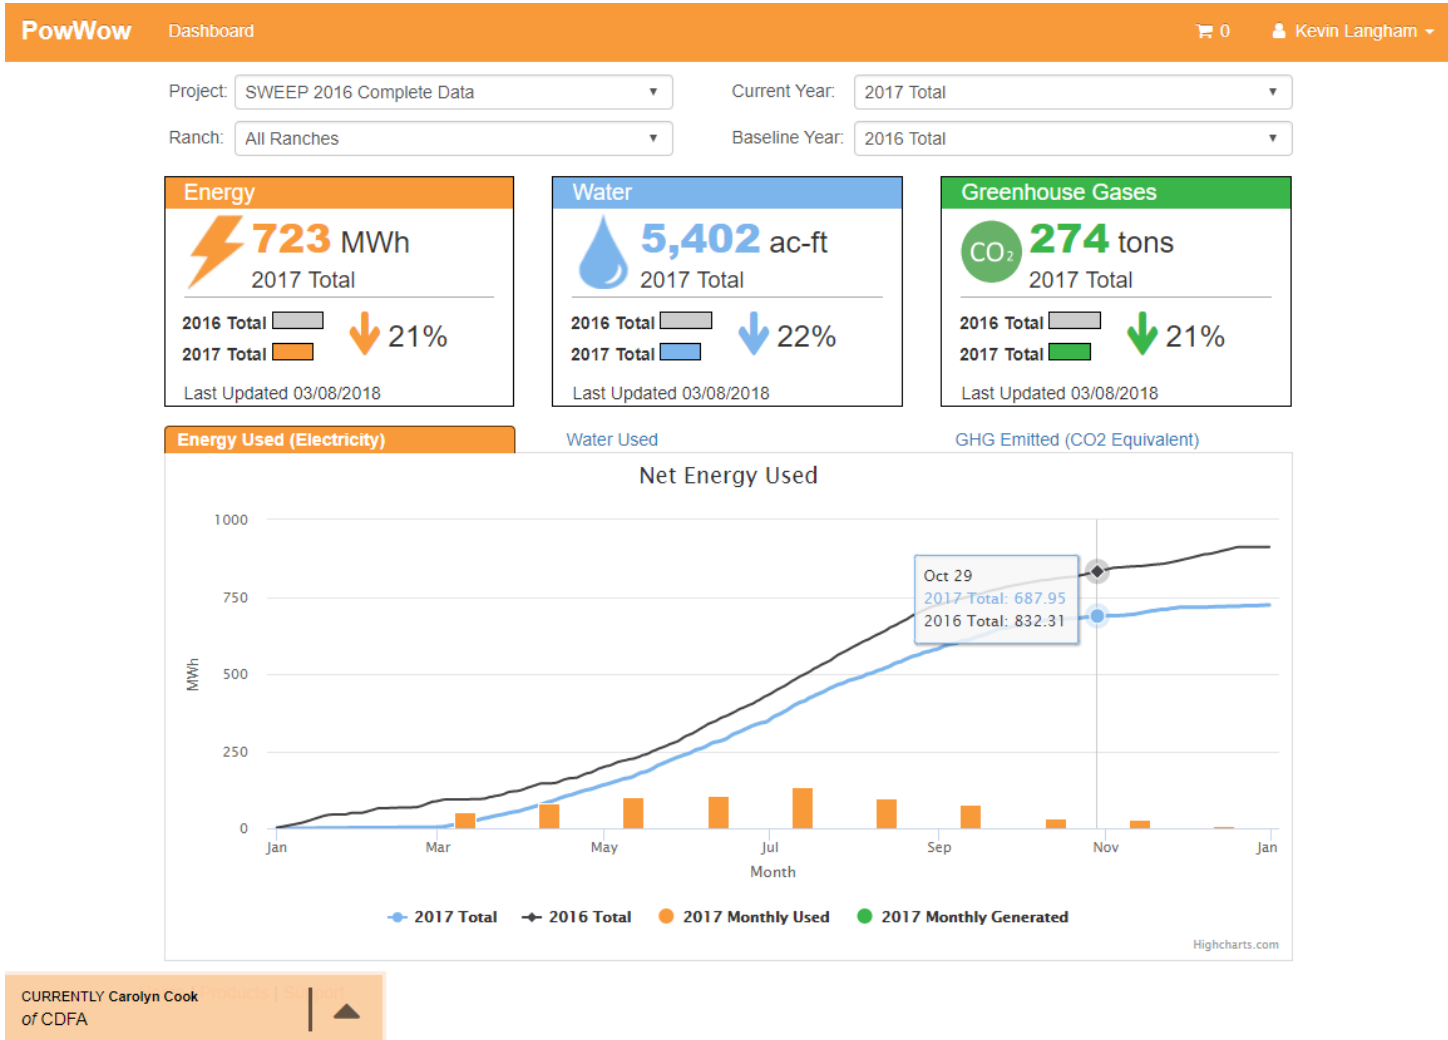 PowWow Dashboard 0 Kevin Langham
Project: SWEEP 2016 Complete Data Current Year: 2017 Total
Ranch: All Ranches Baseline Year: 2016 Total
Energy
723 MWh
2017 Total
2016 Total
2017 Total
21%
Last Updated 03/08/2018
Water
5,402 ac-ft
2017 Total
2016 Total
2017 Total
22%
Last Updated 03/08/2018
Greenhouse Gases
CO2
274 tons
2017 Total
2016 Total
2017 Total
21%
Last Updated 03/08/2018
Energy Used (Electricity) Water Used GHG Emitted (CO2 Equivalent)
Net Energy Used
1000
750
500
250
0
MWh
Oct 29
2017 Total: 687.95
2016 Total: 832.31
Jan Mar May Jul Sep Nov Jan
Month
2017 Total 2016 Total 2017 Monthly Used 2017 Monthly Generated
Highcharts.com
Products | Support
CURRENTLY Carolyn Cook
of CDFA